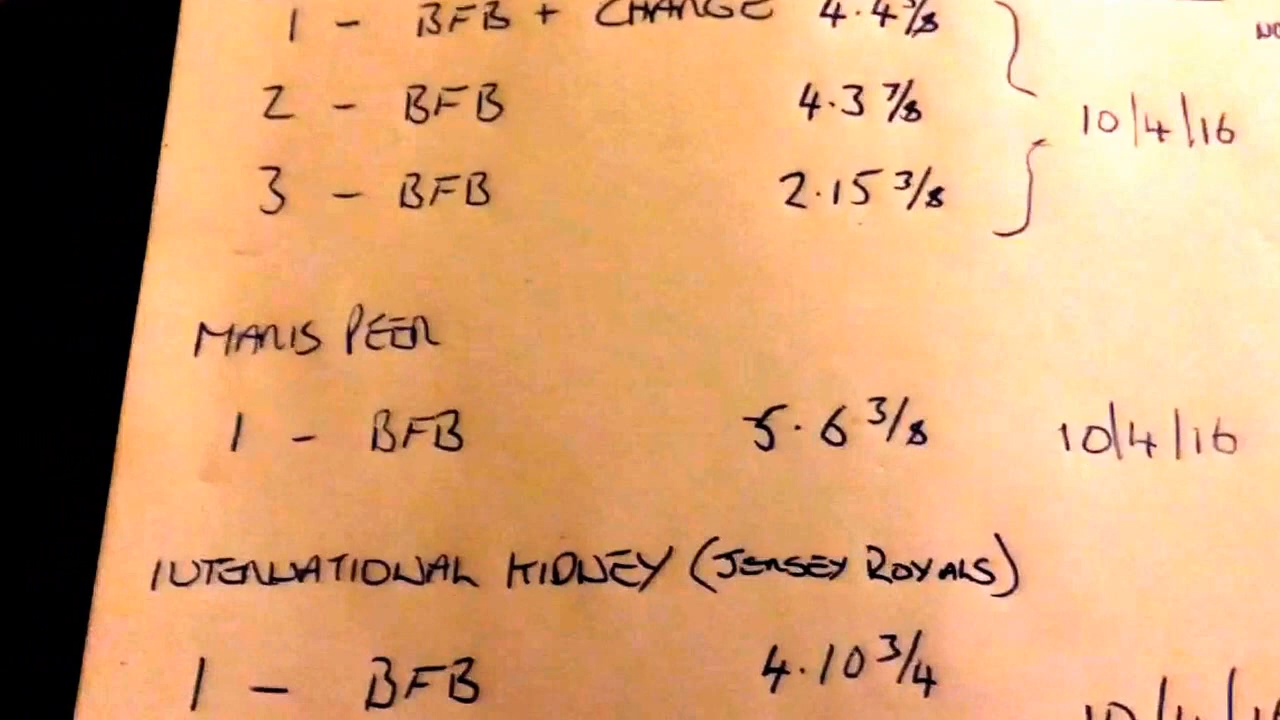 1 - BFB + CHANGE 4.4 3/8
2 - BFB 4.3 7/8
10/4/16
3 - BFB 2.15 3/8
MARIS PEER
1 - BFB 5.6 3/8 10/4/16
INTERNATIONAL KIDNEY (JERSEY ROYALS)
1 - BFB 4.10 3/4